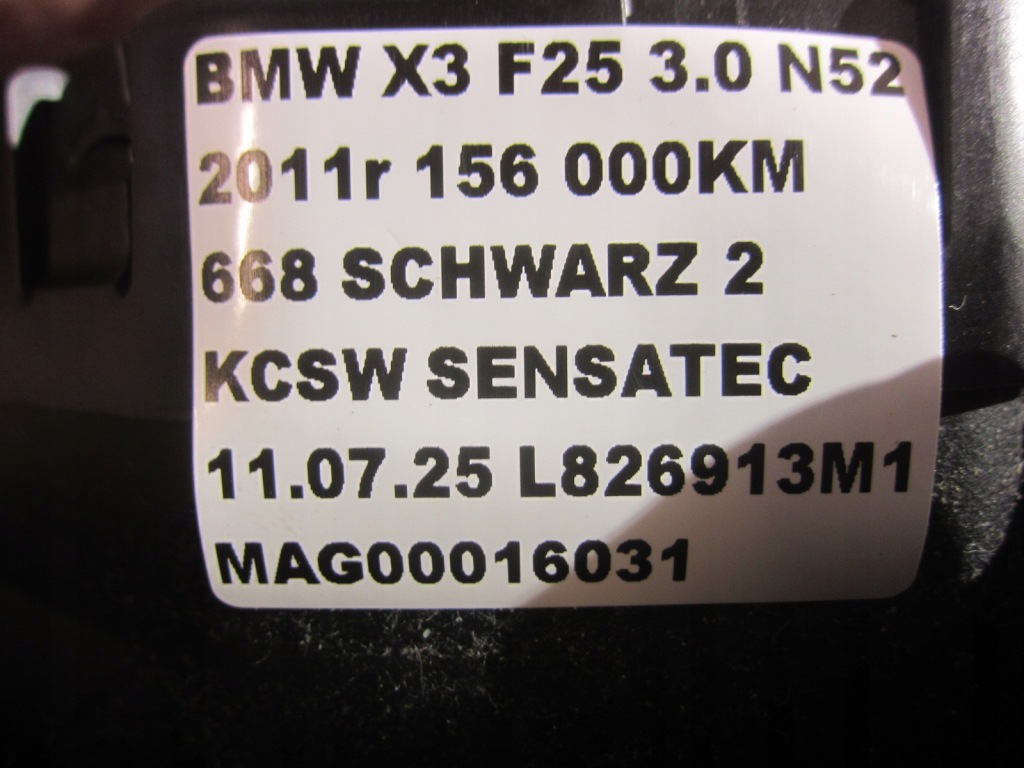 BMW X3 F25 3.0 N52
2011r 156 000KM
668 SCHWARZ 2
KCSW SENSATEC
11.07.25 L826913M1
MAG00016031